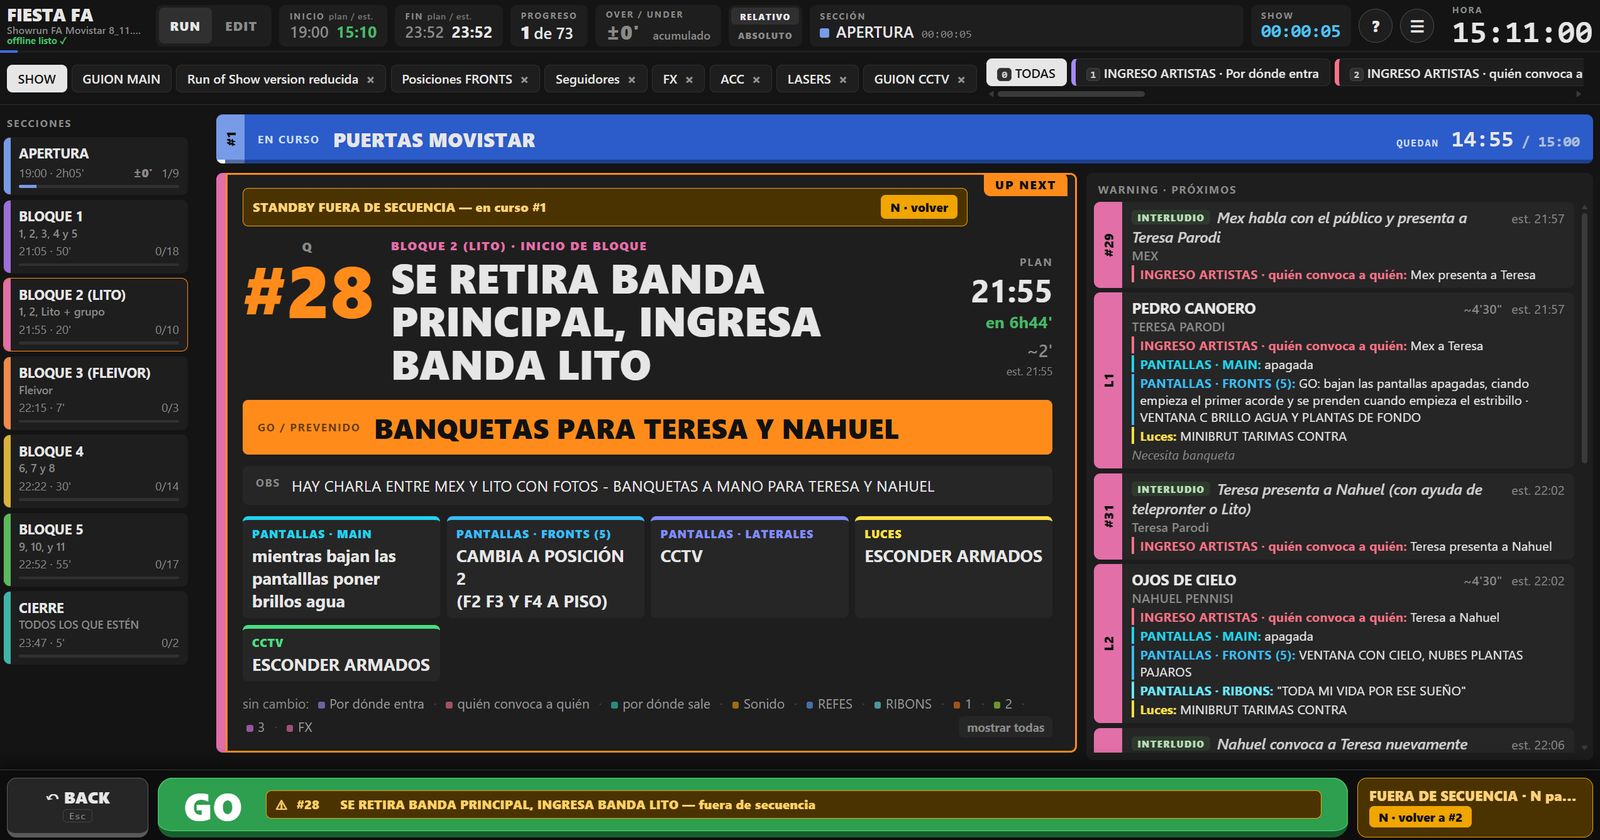 FIESTA FA
Showrun FA Movistar 8_11....
offline listo ✓
RUN
EDIT
INICIO plan / est.
19:00 15:10
FIN plan / est.
23:52 23:52
PROGRESO
1 de 73
OVER / UNDER
±0' acumulado
RELATIVO
ABSOLUTO
SECCIÓN
APERTURA 00:00:05
SHOW
00:00:05
?
☰
HORA
15:11:00
SHOW
GUION MAIN
Run of Show version reducida ×
Posiciones FRONTS ×
Seguidores ×
FX ×
ACC ×
LASERS ×
GUION CCTV ×
0 TODAS
1 INGRESO ARTISTAS · Por dónde entra
2 INGRESO ARTISTAS · quién convoca a
SECCIONES
APERTURA
19:00 · 2h05' ±0' 1/9
BLOQUE 1
1, 2, 3, 4 y 5
21:05 · 50' 0/18
BLOQUE 2 (LITO)
1, 2, Lito + grupo
21:55 · 20' 0/10
BLOQUE 3 (FLEIVOR)
Fleivor
22:15 · 7' 0/3
BLOQUE 4
6, 7 y 8
22:22 · 30' 0/14
BLOQUE 5
9, 10, y 11
22:52 · 55' 0/17
CIERRE
TODOS LOS QUE ESTÉN
23:47 · 5' 0/2
#1
EN CURSO PUERTAS MOVISTAR
QUEDAN 14:55 / 15:00
UP NEXT
STANDBY FUERA DE SECUENCIA — en curso #1
N · volver
Q
#28
BLOQUE 2 (LITO) · INICIO DE BLOQUE
SE RETIRA BANDA
PRINCIPAL, INGRESA
BANDA LITO
PLAN
21:55
en 6h44'
~2'
est. 21:55
GO / PREVENIDO BANQUETAS PARA TERESA Y NAHUEL
OBS HAY CHARLA ENTRE MEX Y LITO CON FOTOS - BANQUETAS A MANO PARA TERESA Y NAHUEL
PANTALLAS · MAIN
mientras bajan las
pantalllas poner
brillos agua
PANTALLAS · FRONTS (5)
CAMBIA A POSICIÓN
2
(F2 F3 Y F4 A PISO)
PANTALLAS · LATERALES
CCTV
LUCES
ESCONDER ARMADOS
CCTV
ESCONDER ARMADOS
sin cambio: Por dónde entra · quién convoca a quién · por dónde sale · Sonido · REFES · RIBONS · 1 · 2 ·
3 · FX
mostrar todas
WARNING · PRÓXIMOS
#29
INTERLUDIO Mex habla con el público y presenta a est. 21:57
Teresa Parodi
MEX
INGRESO ARTISTAS · quién convoca a quién: Mex presenta a Teresa
L1
PEDRO CANOERO ~4'30" est. 21:57
TERESA PARODI
INGRESO ARTISTAS · quién convoca a quién: Mex a Teresa
PANTALLAS · MAIN: apagada
PANTALLAS · FRONTS (5): GO: bajan las pantallas apagadas, ciando
empieza el primer acorde y se prenden cuando empieza el estribillo ·
VENTANA C BRILLO AGUA Y PLANTAS DE FONDO
Luces: MINIBRUT TARIMAS CONTRA
Necesita banqueta
#31
INTERLUDIO Teresa presenta a Nahuel (con ayuda de est. 22:02
telepronter o Lito)
Teresa Parodi
INGRESO ARTISTAS · quién convoca a quién: Teresa presenta a Nahuel
L2
OJOS DE CIELO ~4'30" est. 22:02
NAHUEL PENNISI
INGRESO ARTISTAS · quién convoca a quién: Teresa a Nahuel
PANTALLAS · MAIN: apagada
PANTALLAS · FRONTS (5): VENTANA CON CIELO, NUBES PLANTAS
PAJAROS
PANTALLAS · RIBONS: "TODA MI VIDA POR ESE SUEÑO"
Luces: MINIBRUT TARIMAS CONTRA
INTERLUDIO Nahuel convoca a Teresa nuevamente est. 22:06
↶ BACK
Esc
GO
⚠ #28 SE RETIRA BANDA PRINCIPAL, INGRESA BANDA LITO — fuera de secuencia
FUERA DE SECUENCIA · N pa...
N · volver a #2